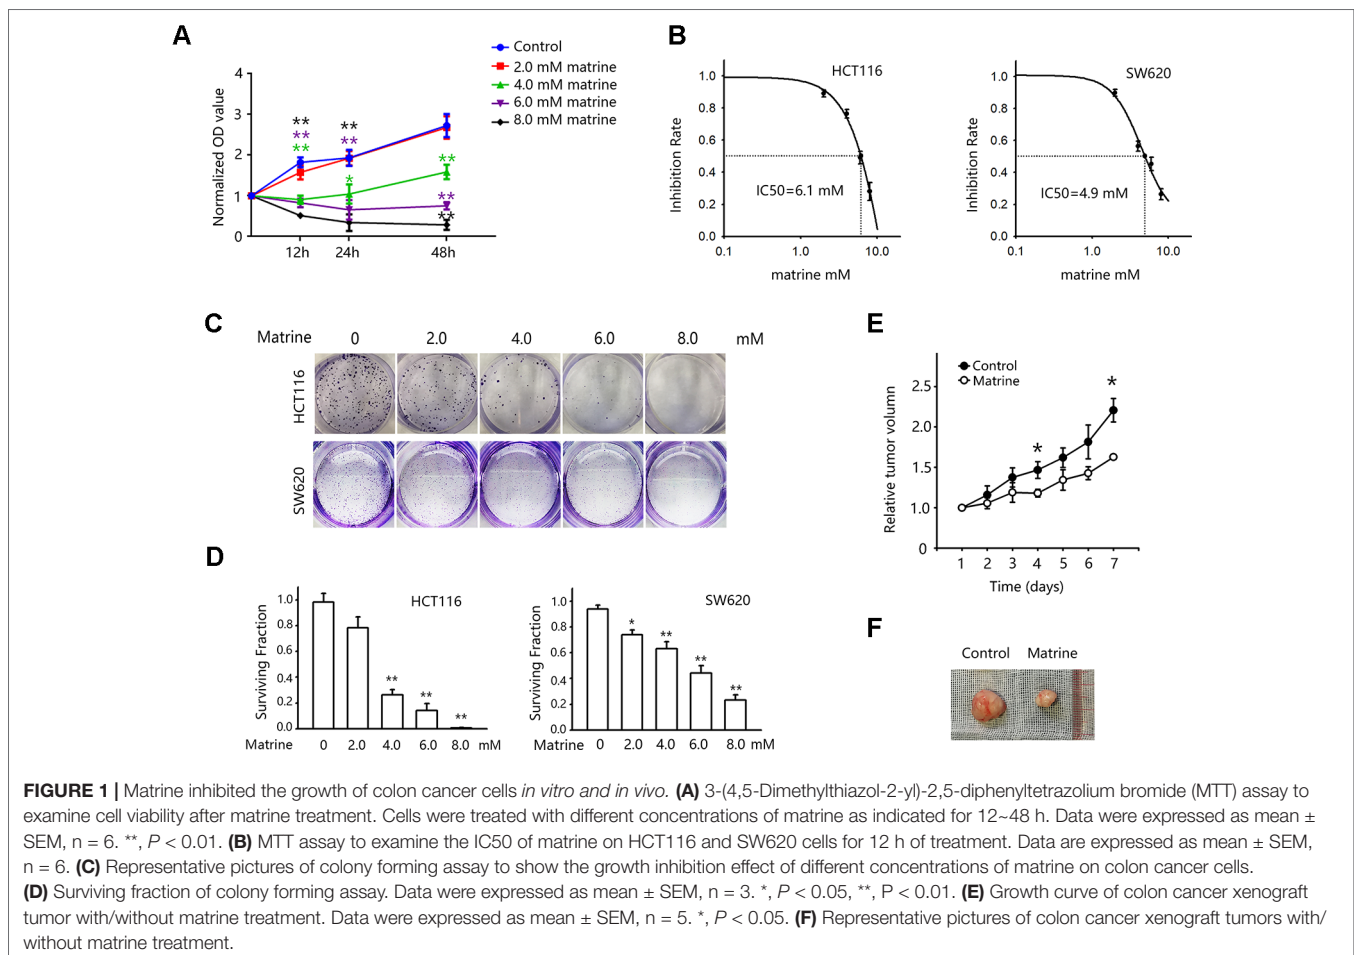 A
Control
2.0 mM matrine
4.0 mM matrine
6.0 mM matrine
8.0 mM matrine
Normalized OD value
4
3
2
1
0
12h
24h
48h
**
**
**
**
**
*
**
**
**
B
HCT116
Inhibition Rate
1.0
0.8
0.6
0.4
0.2
0.0
IC50=6.1 mM
0.1
1.0
10.0
matrine mM
SW620
Inhibition Rate
1.0
0.8
0.6
0.4
0.2
0.0
IC50=4.9 mM
0.1
1.0
10.0
matrine mM
C
Matrine 0 2.0 4.0 6.0 8.0 mM
HCT116
SW620
D
HCT116
Surviving Fraction
1.0
0.8
0.6
0.4
0.2
0.0
**
**
**
Matrine 0 2.0 4.0 6.0 8.0 mM
SW620
Surviving Fraction
1.0
0.8
0.6
0.4
0.2
0.0
*
**
**
**
Matrine 0 2.0 4.0 6.0 8.0 mM
E
Control
Matrine
Relative tumor volumn
2.5
2.0
1.5
1.0
0
*
*
1 2 3 4 5 6 7
Time (days)
F
Control Matrine
FIGURE 1 | Matrine inhibited the growth of colon cancer cells in vitro and in vivo. (A) 3-(4,5-Dimethylthiazol-2-yl)-2,5-diphenyltetrazolium bromide (MTT) assay to
examine cell viability after matrine treatment. Cells were treated with different concentrations of matrine as indicated for 12~48 h. Data were expressed as mean ±
SEM, n = 6. **, P < 0.01. (B) MTT assay to examine the IC50 of matrine on HCT116 and SW620 cells for 12 h of treatment. Data are expressed as mean ± SEM,
n = 6. (C) Representative pictures of colony forming assay to show the growth inhibition effect of different concentrations of matrine on colon cancer cells.
(D) Surviving fraction of colony forming assay. Data were expressed as mean ± SEM, n = 3. *, P < 0.05, **, P < 0.01. (E) Growth curve of colon cancer xenograft
tumor with/without matrine treatment. Data were expressed as mean ± SEM, n = 5. *, P < 0.05. (F) Representative pictures of colon cancer xenograft tumors with/
without matrine treatment.